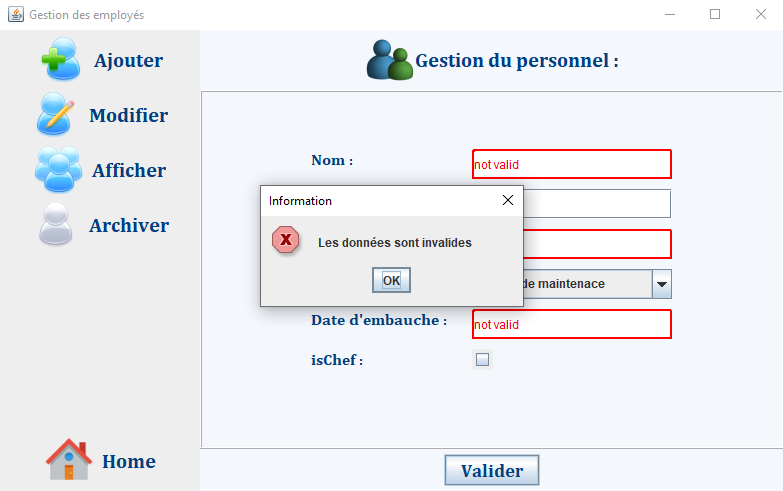 Gestion des employés
Ajouter
Gestion du personnel :
Modifier
Afficher
Archiver
Nom :
not valid
Information
Les données sont invalides
OK
de maintenace
Date d'embauche :
not valid
isChef :
Home
Valider